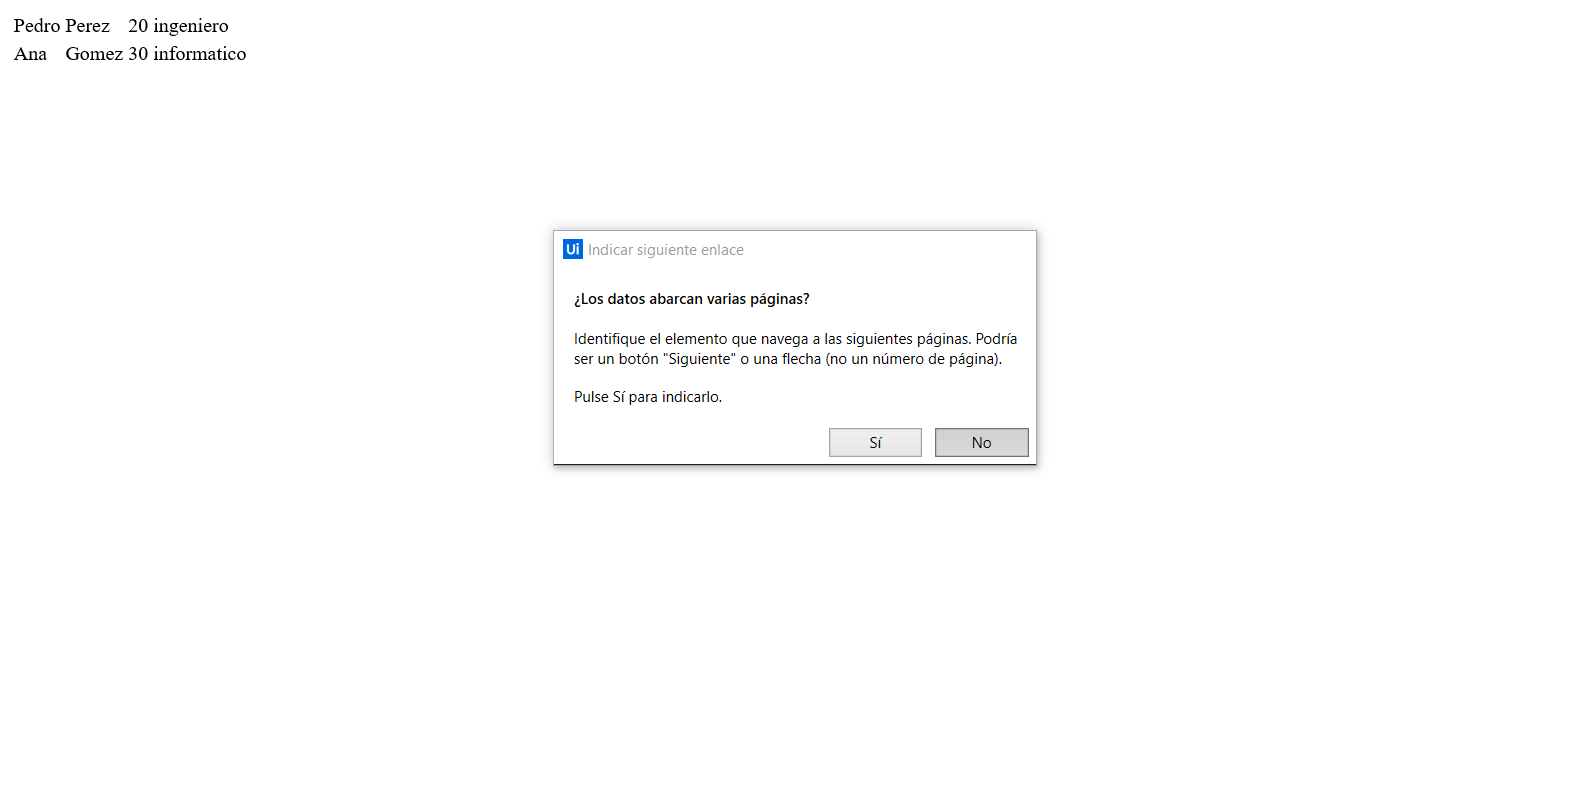 Pedro Perez 20 ingeniero
Ana Gomez 30 informatico
Ui Indicar siguiente enlace
¿Los datos abarcan varias páginas?
Identifique el elemento que navega a las siguientes páginas. Podría
ser un botón "Siguiente" o una flecha (no un número de página).
Pulse Sí para indicarlo.
Sí No